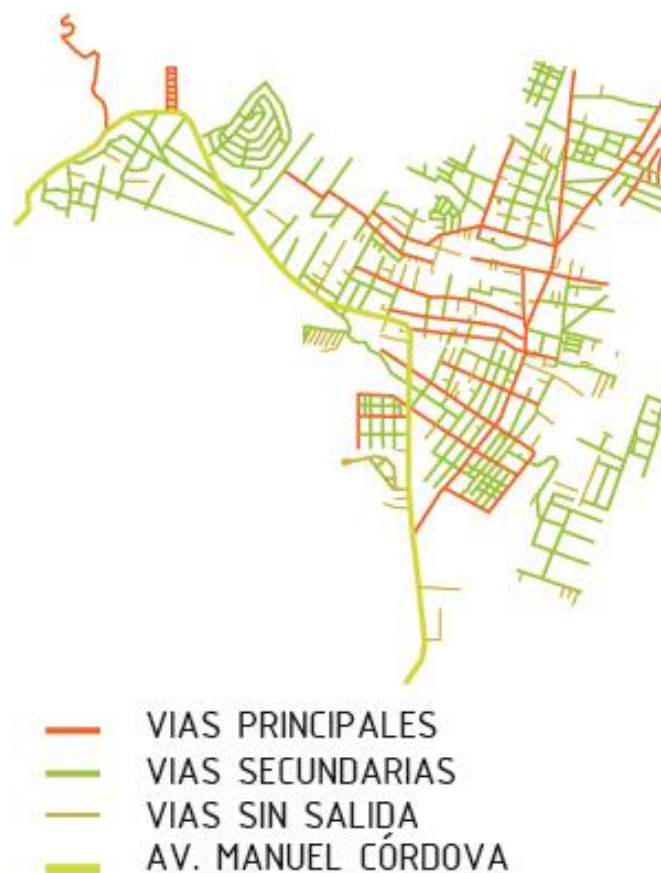 VIAS PRINCIPALES
VIAS SECUNDARIAS
VIAS SIN SALIDA
AV. MANUEL CÓRDOVA